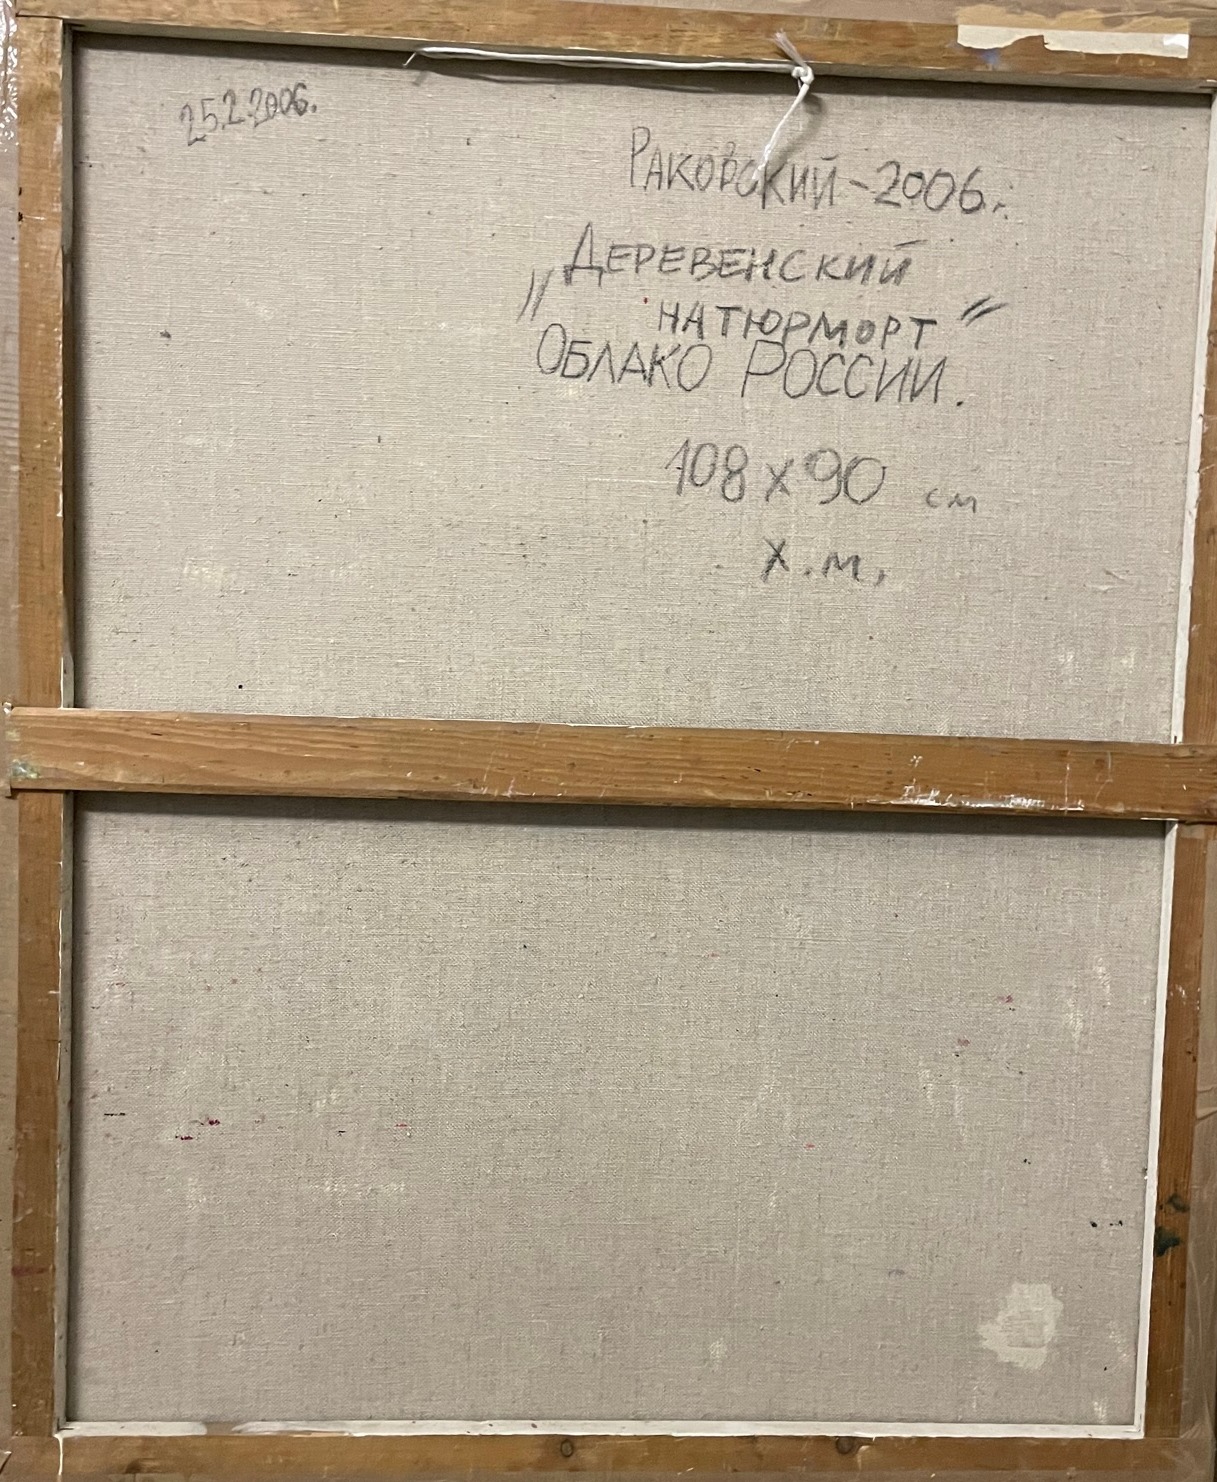 25.2.2006.
Раковский - 2006 г.
„Деревенский
натюрморт”
Облако России.
108 x 90 см
х.м.